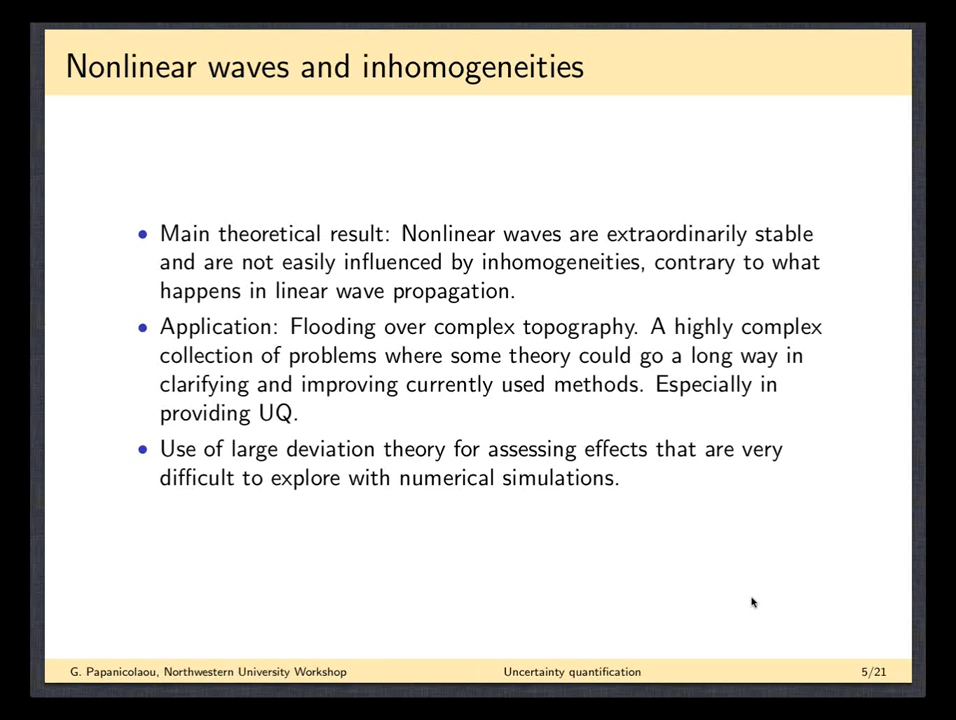 Nonlinear waves and inhomogeneities
• Main theoretical result: Nonlinear waves are extraordinarily stable
and are not easily influenced by inhomogeneities, contrary to what
happens in linear wave propagation.
• Application: Flooding over complex topography. A highly complex
collection of problems where some theory could go a long way in
clarifying and improving currently used methods. Especially in
providing UQ.
• Use of large deviation theory for assessing effects that are very
difficult to explore with numerical simulations.
G. Papanicolaou, Northwestern University Workshop Uncertainty quantification 5/21